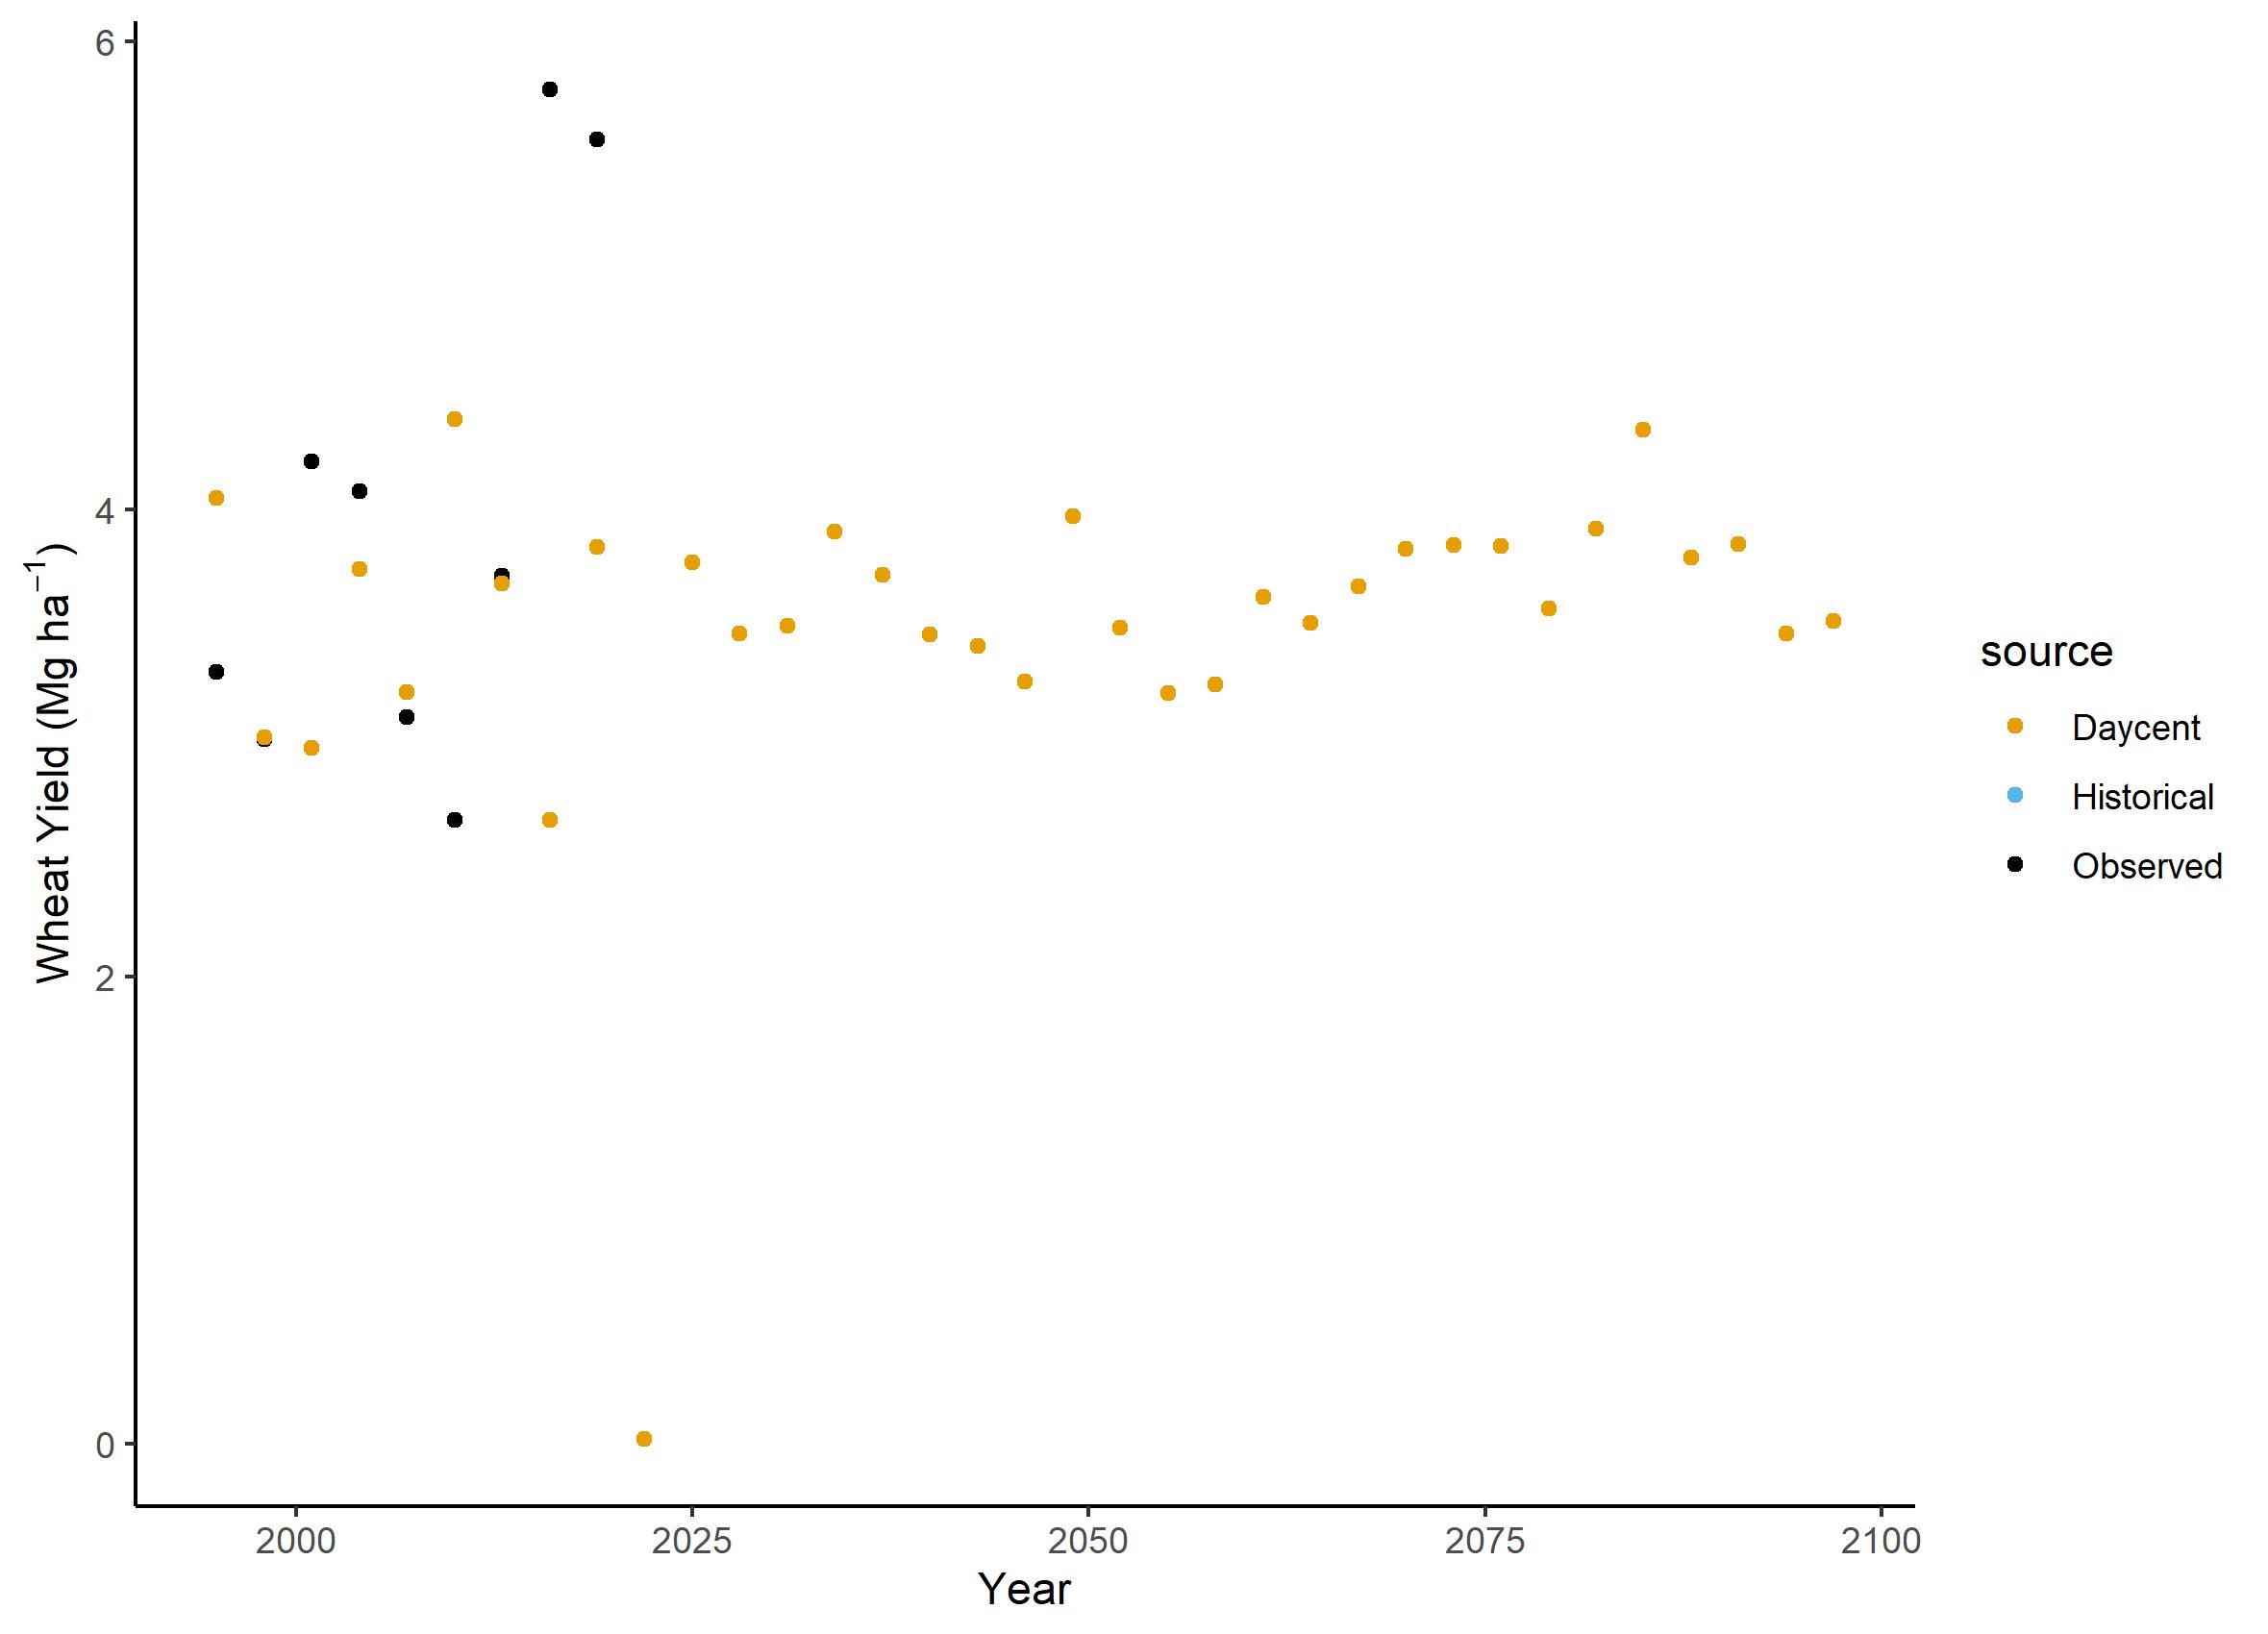 6
4
2
0
Wheat Yield (Mg ha⁻¹)
2000 2025 2050 2075 2100
Year
source
Daycent
Historical
Observed